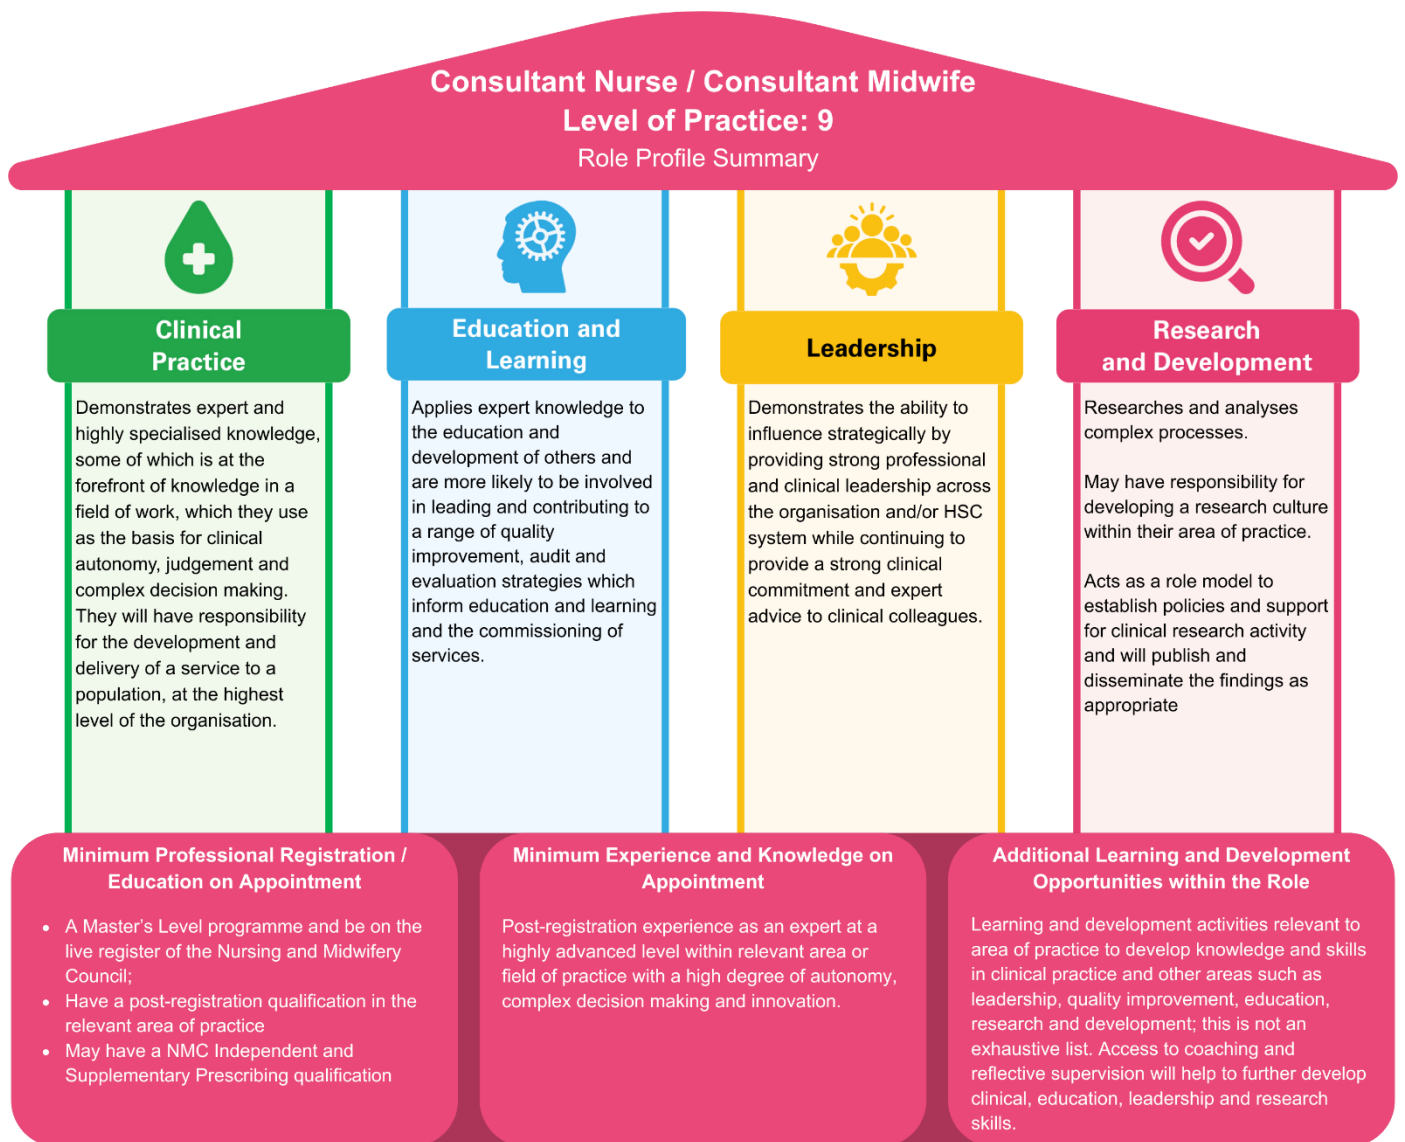 Consultant Nurse / Consultant Midwife
Level of Practice: 9
Role Profile Summary
Clinical
Practice
Demonstrates expert and
highly specialised knowledge,
some of which is at the
forefront of knowledge in a
field of work, which they use
as the basis for clinical
autonomy, judgement and
complex decision making.
They will have responsibility
for the development and
delivery of a service to a
population, at the highest
level of the organisation.
Education and
Learning
Applies expert knowledge to
the education and
development of others and
are more likely to be involved
in leading and contributing to
a range of quality
improvement, audit and
evaluation strategies which
inform education and learning
and the commissioning of
services.
Leadership
Demonstrates the ability to
influence strategically by
providing strong professional
and clinical leadership across
the organisation and/or HSC
system while continuing to
provide a strong clinical
commitment and expert
advice to clinical colleagues.
Research
and Development
Researches and analyses
complex processes.
May have responsibility for
developing a research culture
within their area of practice.
Acts as a role model to
establish policies and support
for clinical research activity
and will publish and
disseminate the findings as
appropriate
Minimum Professional Registration /
Education on Appointment
• A Master’s Level programme and be on the
live register of the Nursing and Midwifery
Council;
• Have a post-registration qualification in the
relevant area of practice
• May have a NMC Independent and
Supplementary Prescribing qualification
Minimum Experience and Knowledge on
Appointment
Post-registration experience as an expert at a
highly advanced level within relevant area or
field of practice with a high degree of autonomy,
complex decision making and innovation.
Additional Learning and Development
Opportunities within the Role
Learning and development activities relevant to
area of practice to develop knowledge and skills
in clinical practice and other areas such as
leadership, quality improvement, education,
research and development; this is not an
exhaustive list. Access to coaching and
reflective supervision will help to further develop
clinical, education, leadership and research
skills.